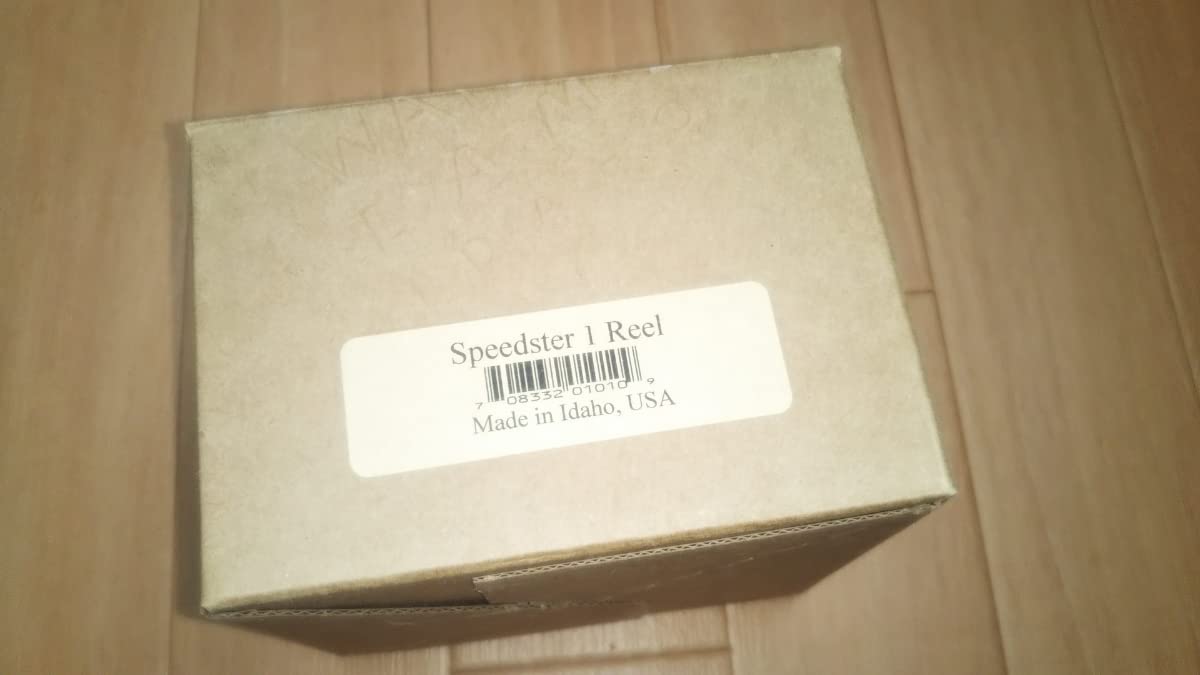 Speedster 1 Reel
7 08332 01010 9
Made in Idaho, USA